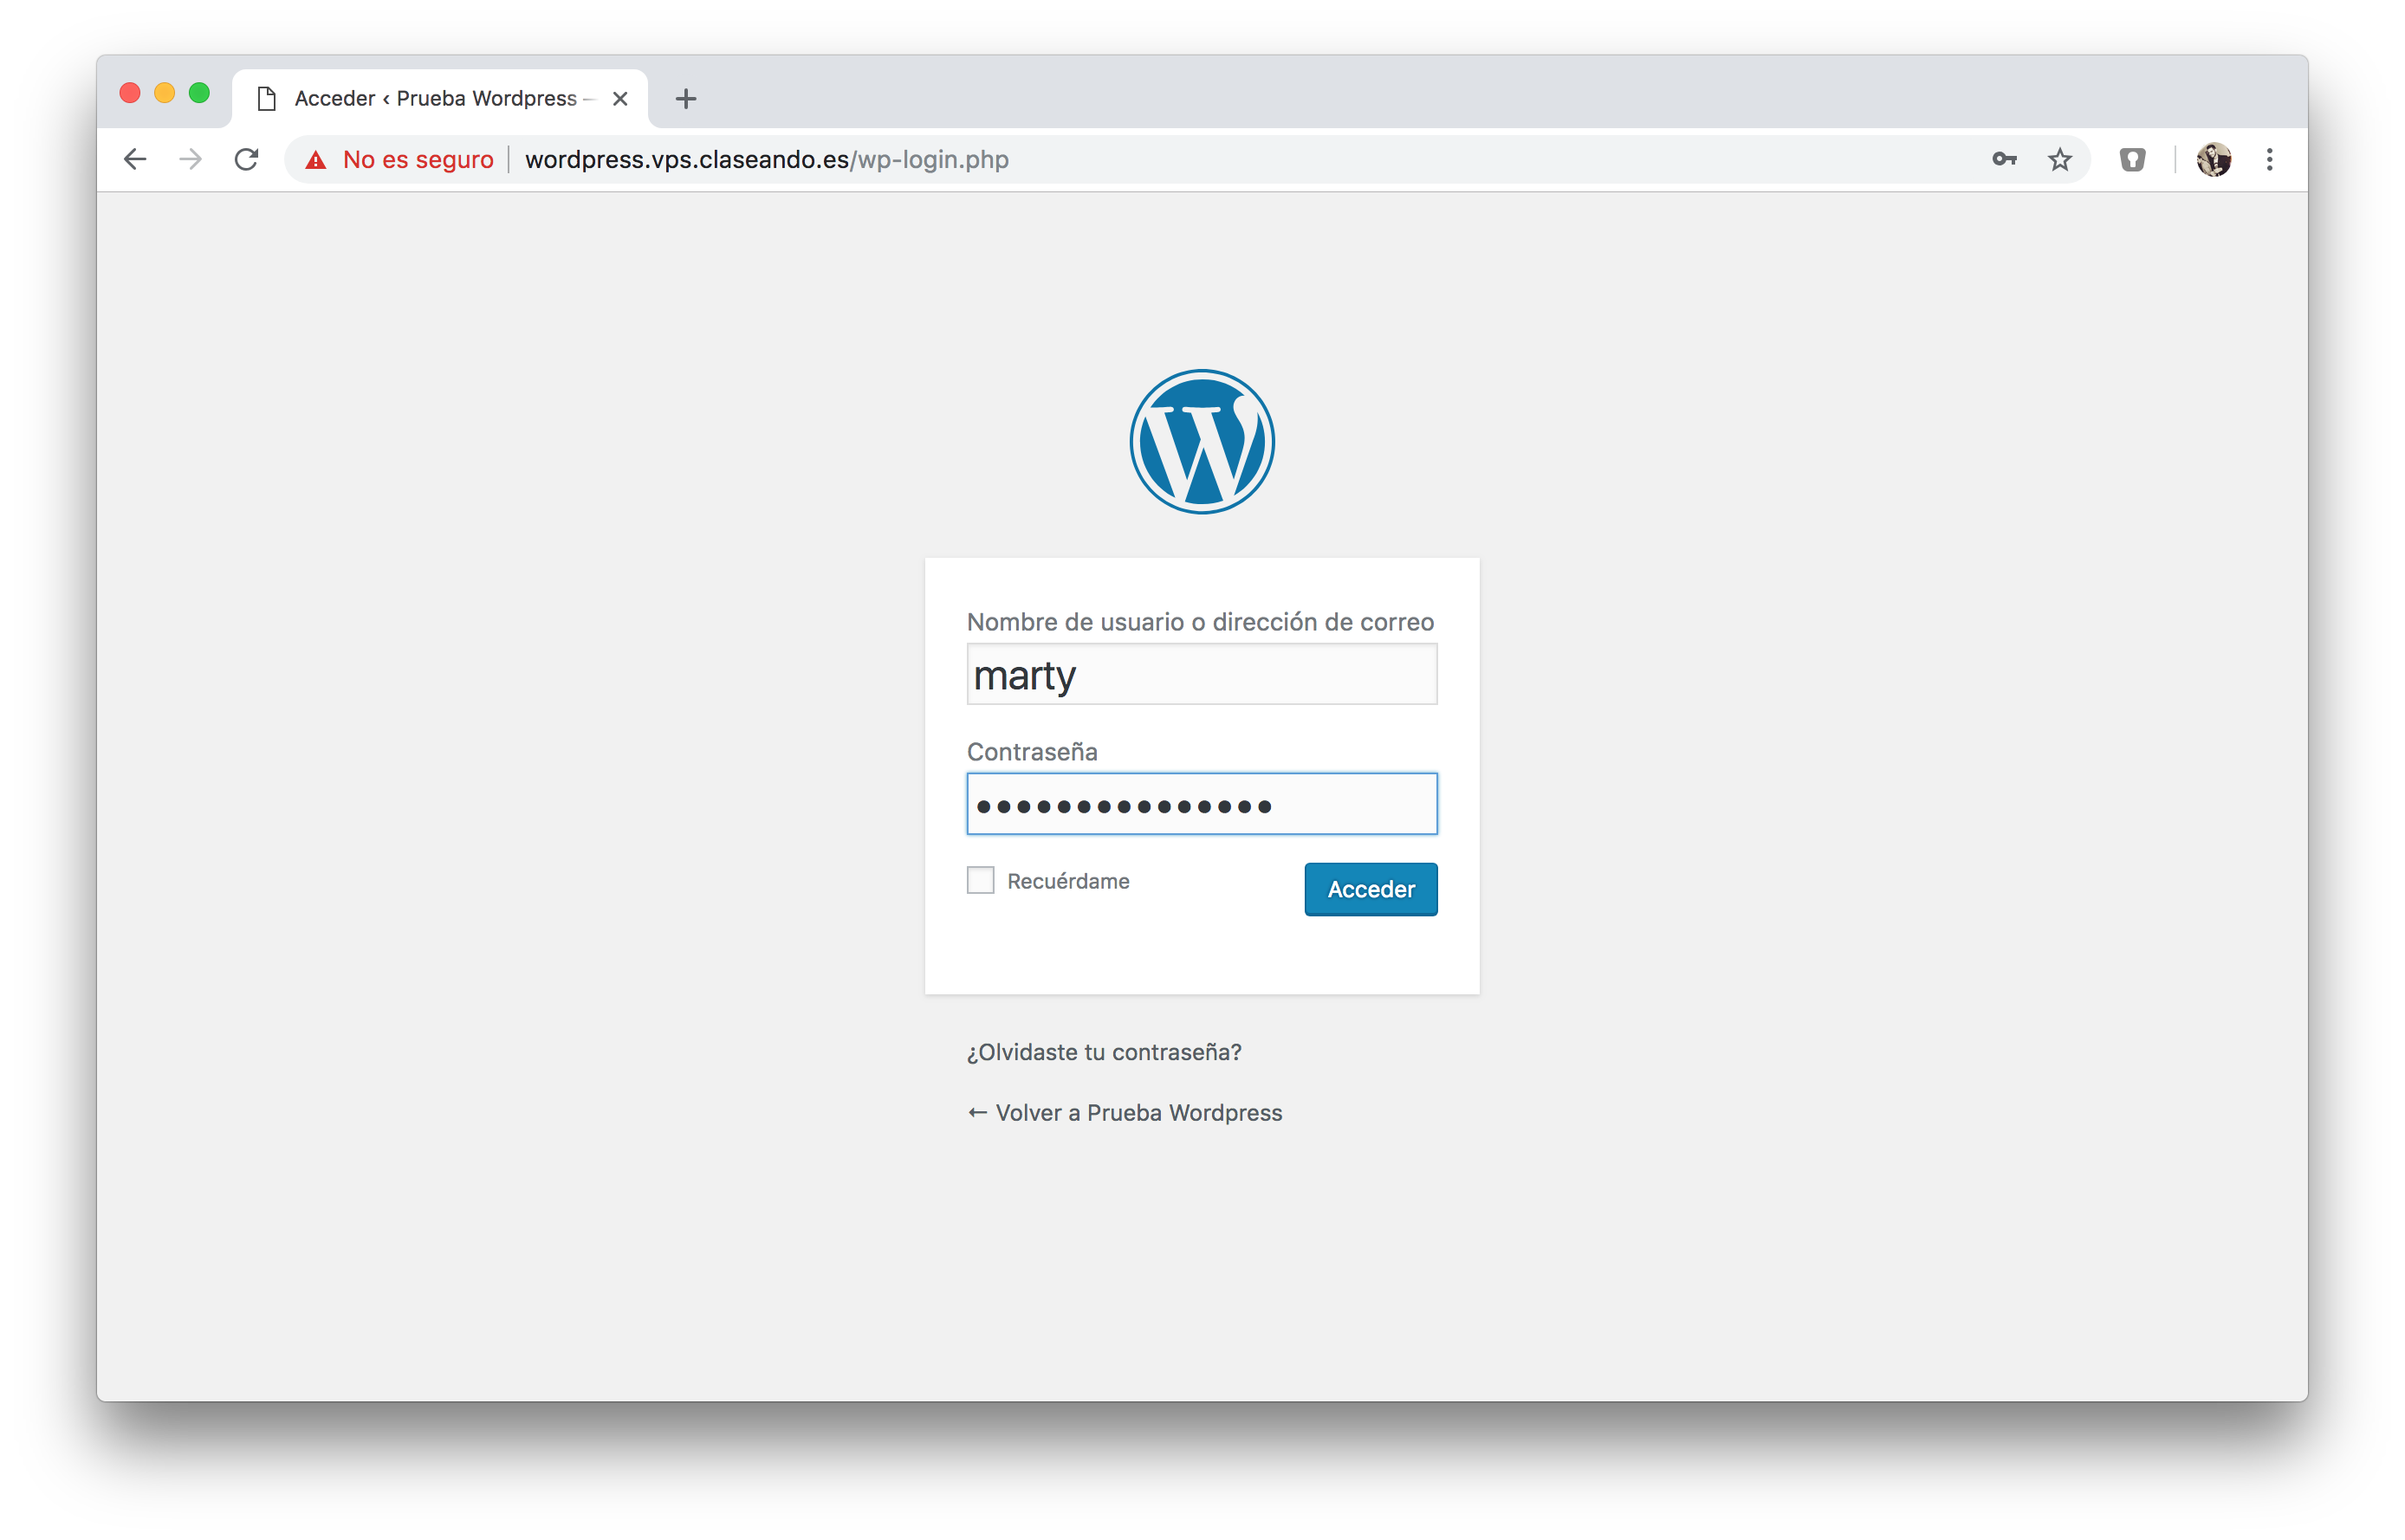 Acceder ‹ Prueba Wordpress —
No es seguro wordpress.vps.claseando.es/wp-login.php
Nombre de usuario o dirección de correo
marty
Contraseña
●●●●●●●●●●●●●●●
Recuérdame
Acceder
¿Olvidaste tu contraseña?
← Volver a Prueba Wordpress